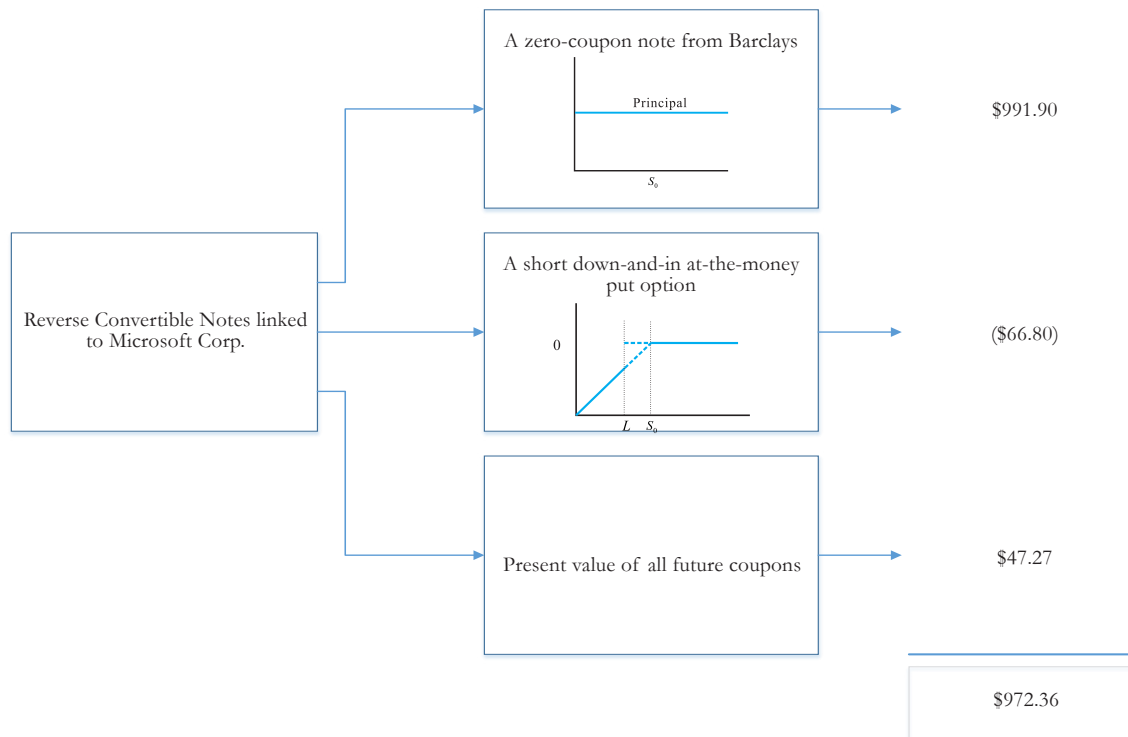 A zero-coupon note from Barclays
Principal
S₀
$991.90
Reverse Convertible Notes linked
to Microsoft Corp.
A short down-and-in at-the-money
put option
0
L S₀
($66.80)
Present value of all future coupons
$47.27
$972.36